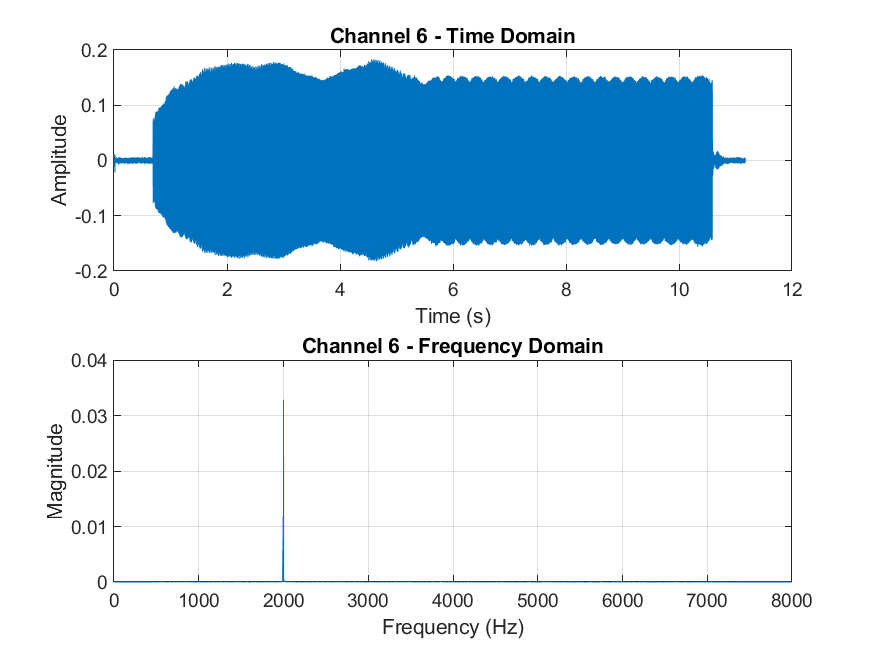 Channel 6 - Time Domain
0.2
0.1
0
-0.1
-0.2
Amplitude
0 2 4 6 8 10 12
Time (s)
Channel 6 - Frequency Domain
0.04
0.03
0.02
0.01
0
Magnitude
0 1000 2000 3000 4000 5000 6000 7000 8000
Frequency (Hz)